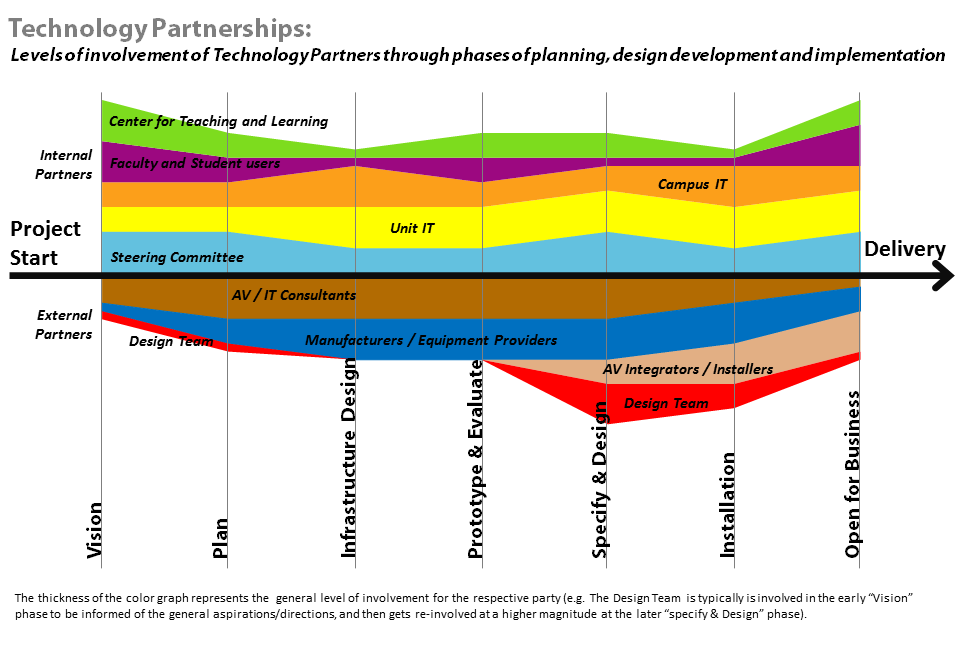 Technology Partnerships:
Levels of involvement of Technology Partners through phases of planning, design development and implementation
Center for Teaching and Learning
Internal
Partners
Faculty and Student users
Campus IT
Project
Start
Unit IT
Steering Committee
Delivery
AV / IT Consultants
External
Partners
Design Team
Manufacturers / Equipment Providers
AV Integrators / Installers
Design Team
Vision
Plan
Infrastructure Design
Prototype & Evaluate
Specify & Design
Installation
Open for Business
The thickness of the color graph represents the general level of involvement for the respective party (e.g. The Design Team is typically is involved in the early “Vision”
phase to be informed of the general aspirations/directions, and then gets re-involved at a higher magnitude at the later “specify & Design” phase).